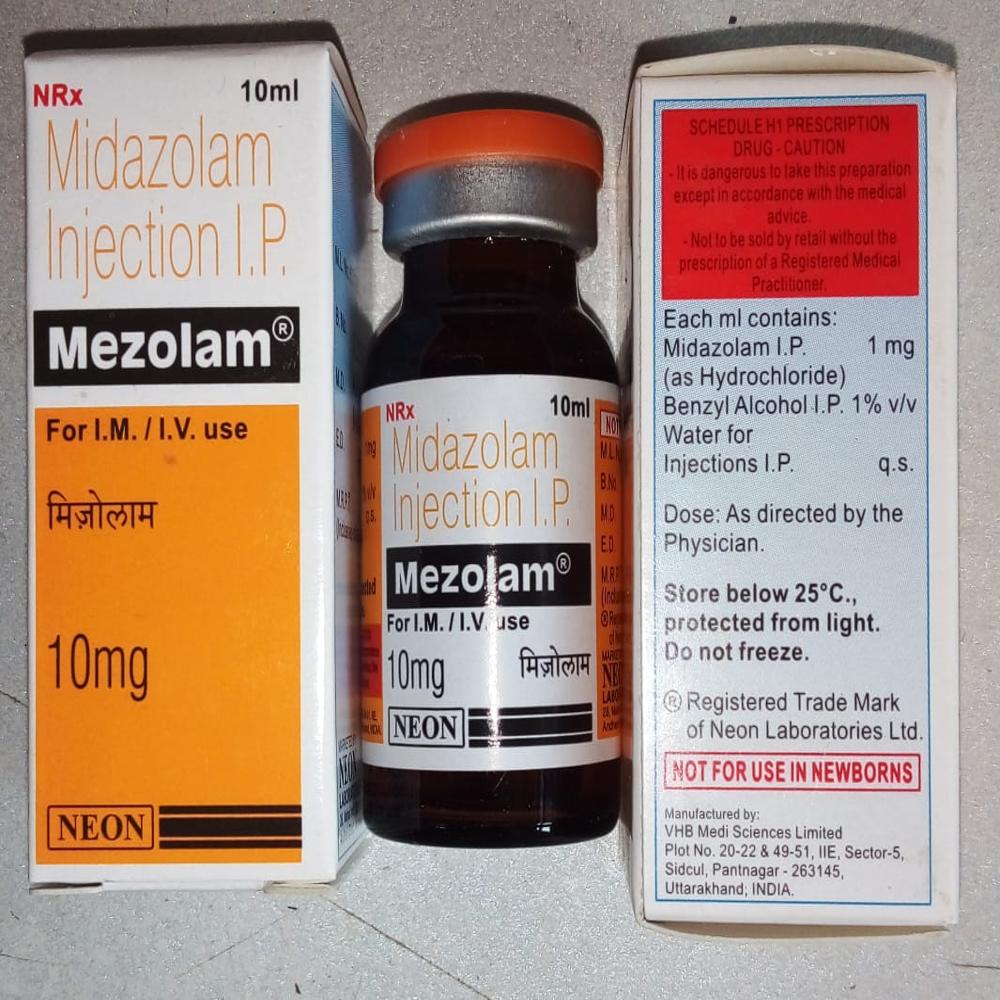 NRx 10ml
Midazolam
Injection I.P.
Mezolam®
For I.M. / I.V. use
मिज़ोलाम
10mg
NEON
NRx 10ml
Midazolam
Injection I.P.
Mezolam®
For I.M. / I.V. use
10mg मिज़ोलाम
NEON
B.No
M.D
E.D
SCHEDULE H1 PRESCRIPTION
DRUG - CAUTION
- It is dangerous to take this preparation
except in accordance with the medical
advice.
- Not to be sold by retail without the
prescription of a Registered Medical
Practitioner.
Each ml contains:
Midazolam I.P. 1 mg
(as Hydrochloride)
Benzyl Alcohol I.P. 1% v/v
Water for
Injections I.P. q.s.
Dose: As directed by the
Physician.
Store below 25°C.,
protected from light.
Do not freeze.
® Registered Trade Mark
of Neon Laboratories Ltd.
NOT FOR USE IN NEWBORNS
Manufactured by:
VHB Medi Sciences Limited
Plot No. 20-22 & 49-51, IIE, Sector-5,
Sidcul, Pantnagar - 263145,
Uttarakhand; INDIA.